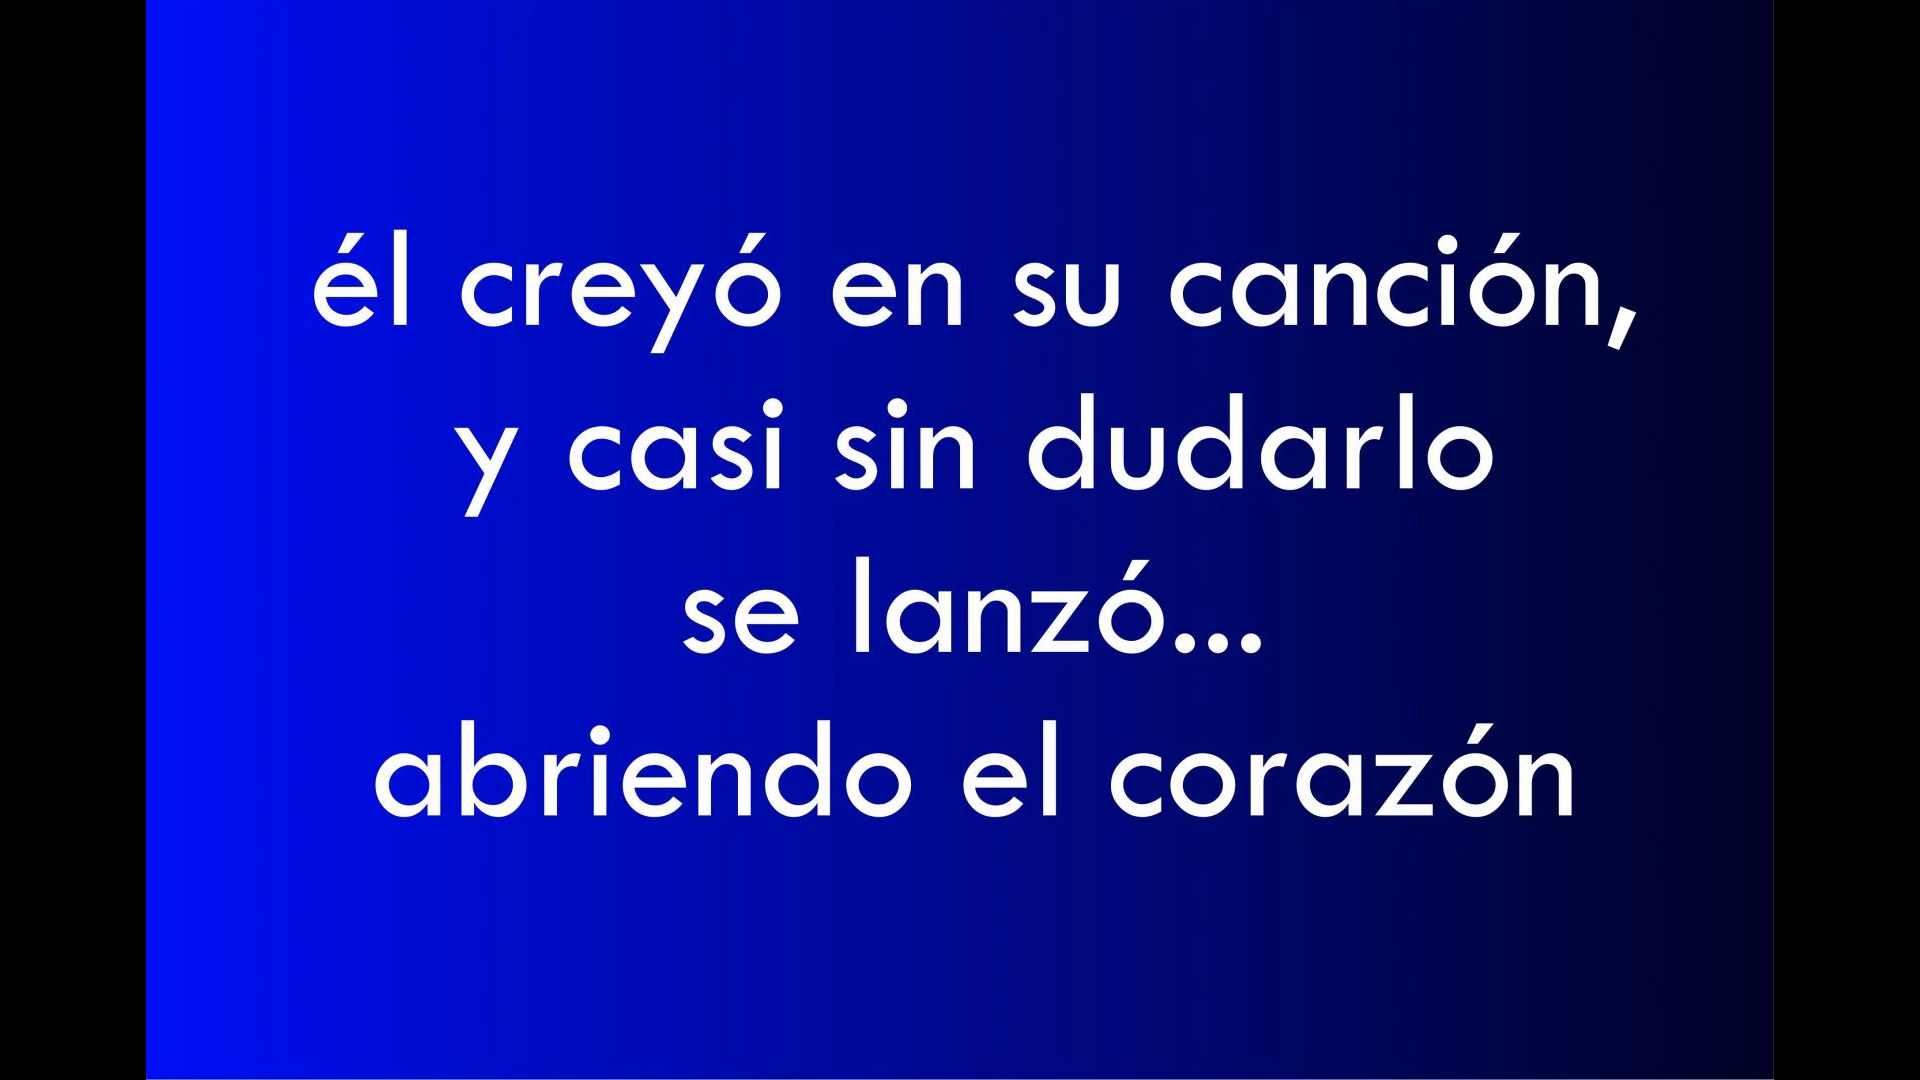 él creyó en su canción,
y casi sin dudarlo
se lanzó...
abriendo el corazón